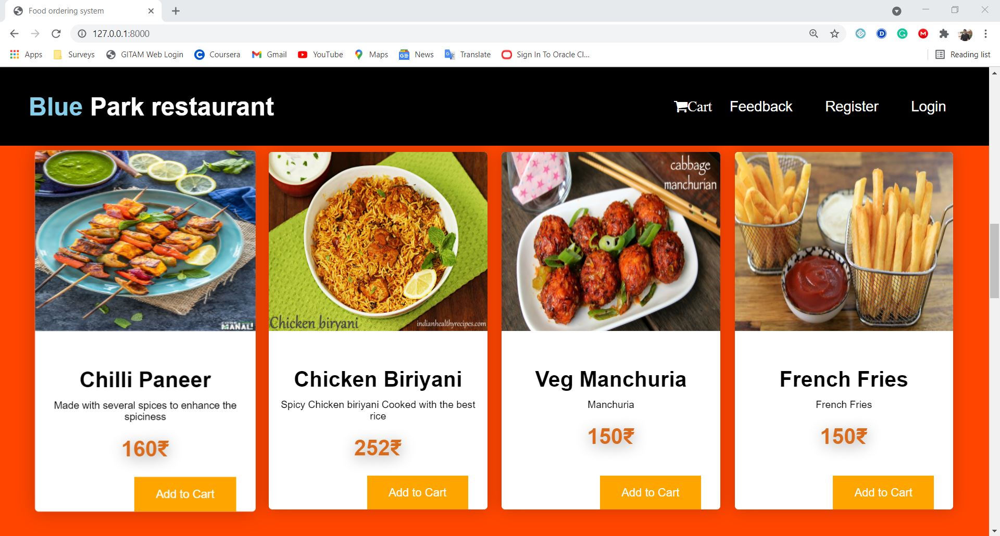 Food ordering system
127.0.0.1:8000
Apps Surveys GITAM Web Login Coursera Gmail YouTube Maps News Translate Sign In To Oracle Cl... Reading list
Blue Park restaurant
Cart Feedback Register Login
cabbage
manchurian
MANALI
Chicken biryani
indianhealthyrecipes.com
Chilli Paneer
Made with several spices to enhance the
spiciness
160₹
Add to Cart
Chicken Biriyani
Spicy Chicken biriyani Cooked with the best
rice
252₹
Add to Cart
Veg Manchuria
Manchuria
150₹
Add to Cart
French Fries
French Fries
150₹
Add to Cart